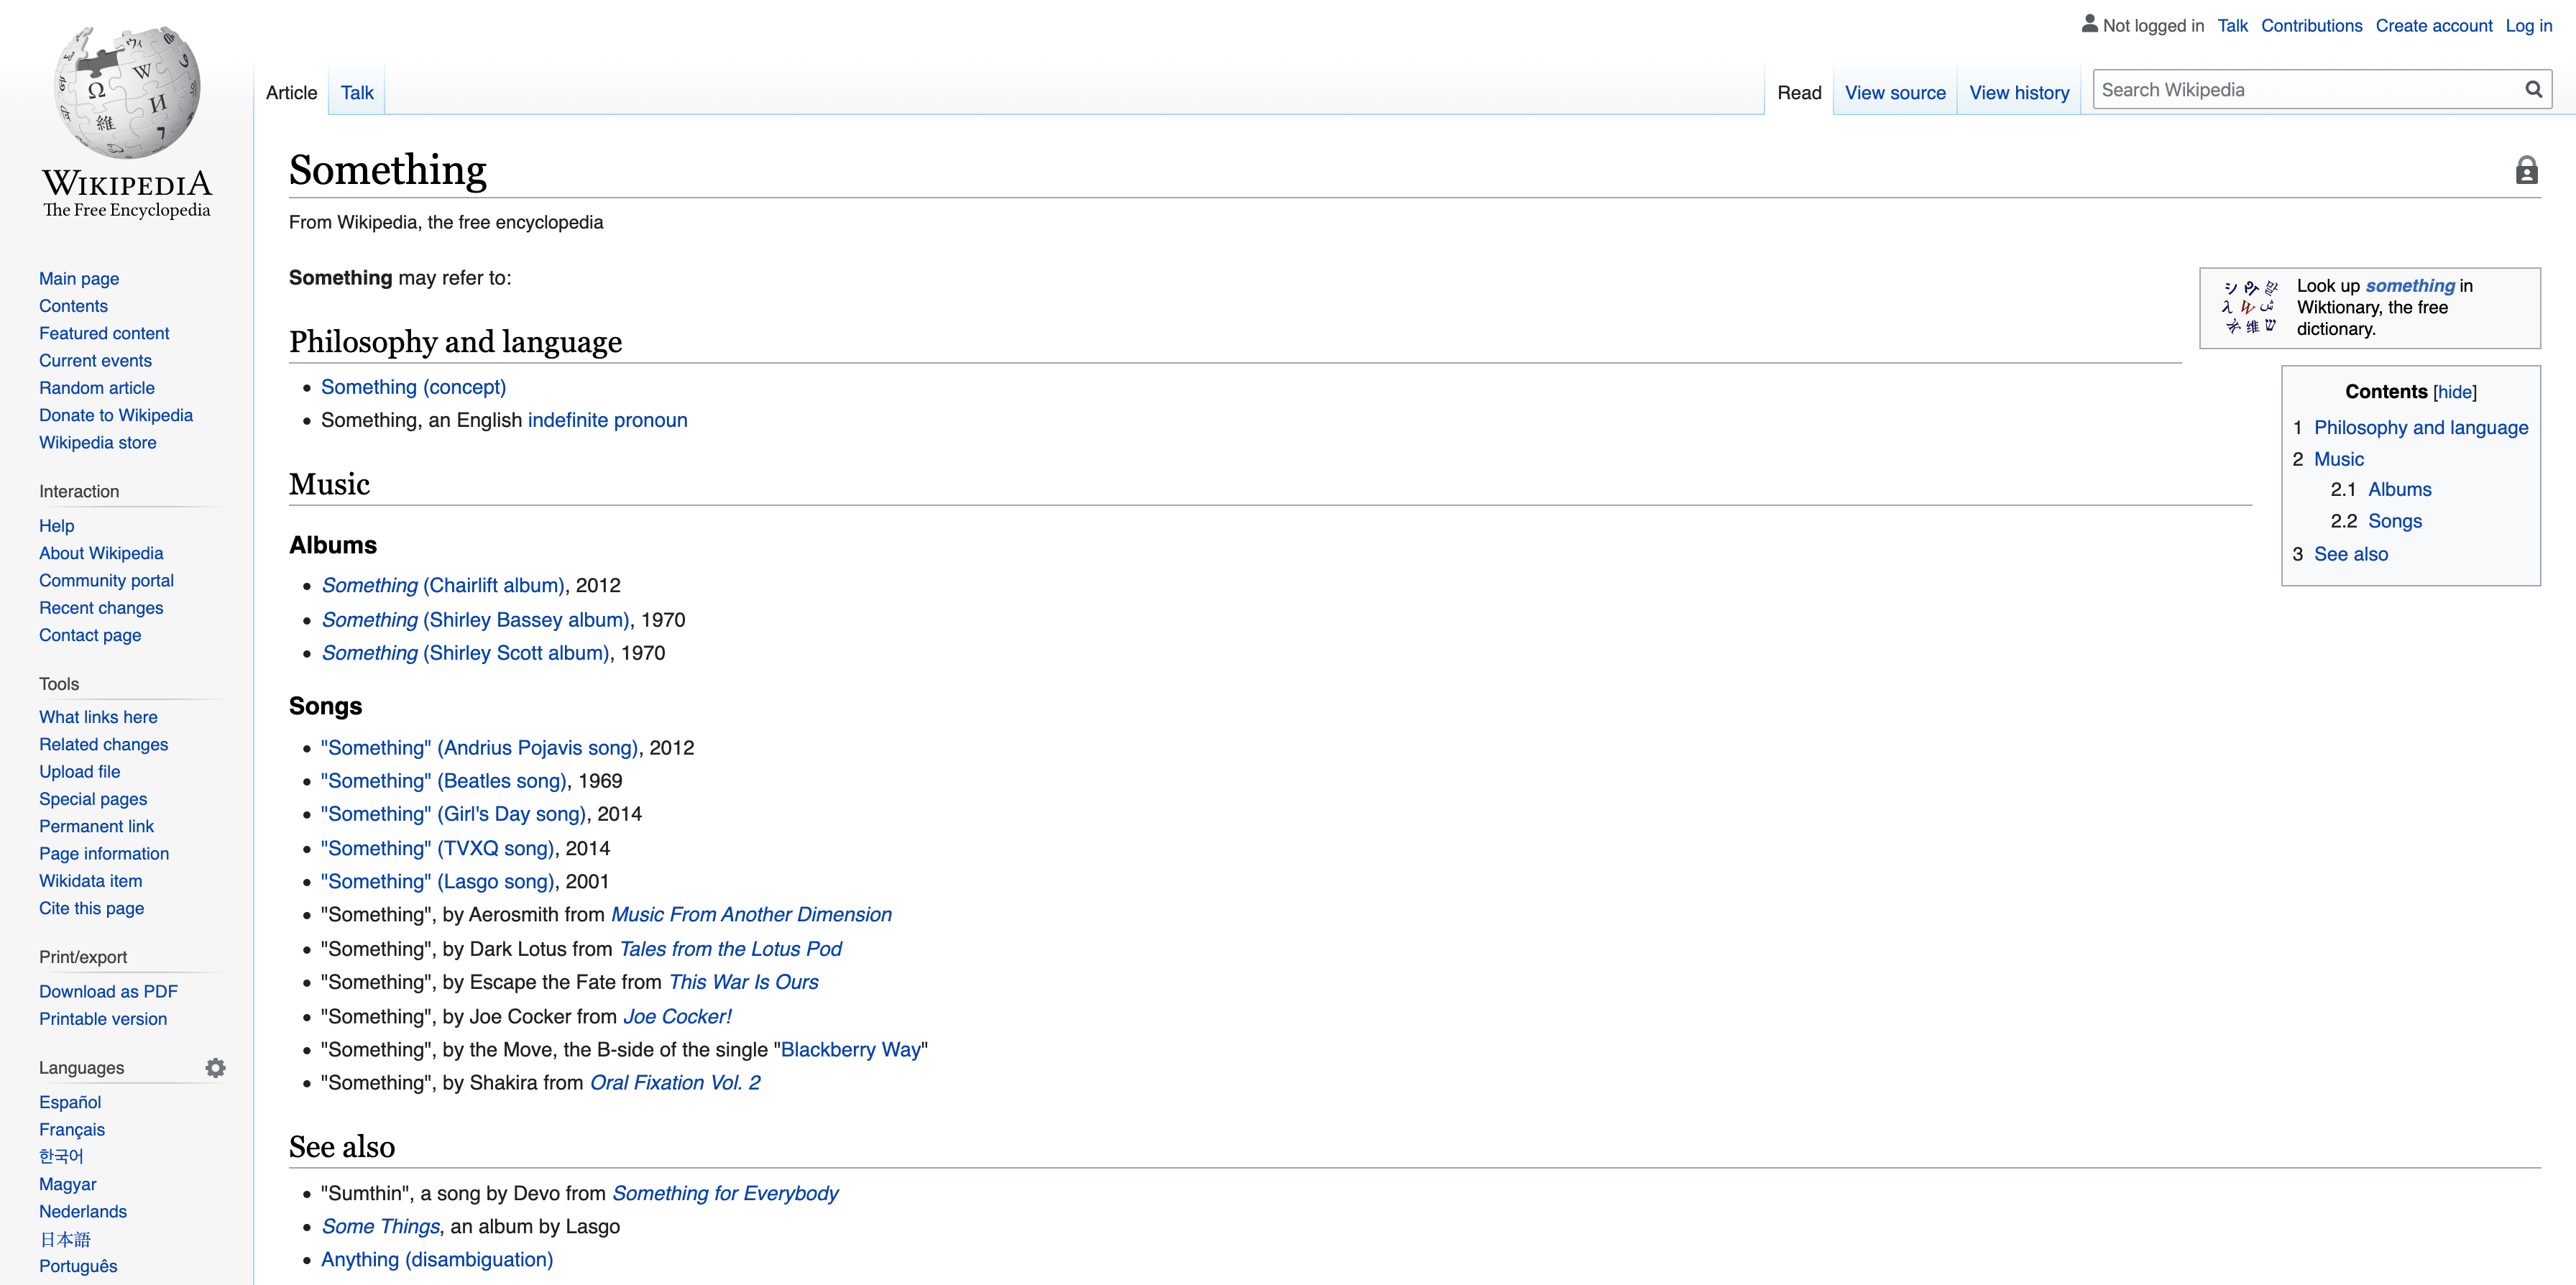 WIKIPEDIA
The Free Encyclopedia
Main page
Contents
Featured content
Current events
Random article
Donate to Wikipedia
Wikipedia store
Interaction
Help
About Wikipedia
Community portal
Recent changes
Contact page
Tools
What links here
Related changes
Upload file
Special pages
Permanent link
Page information
Wikidata item
Cite this page
Print/export
Download as PDF
Printable version
Languages
Español
Français
한국어
Magyar
Nederlands
日本語
Português
Not logged in Talk Contributions Create account Log in
Article Talk Read View source View history Search Wikipedia
Something
From Wikipedia, the free encyclopedia
Something may refer to:
Look up something in
Wiktionary, the free
dictionary.
Contents [hide]
1 Philosophy and language
2 Music
2.1 Albums
2.2 Songs
3 See also
Philosophy and language
Something (concept)
Something, an English indefinite pronoun
Music
Albums
Something (Chairlift album), 2012
Something (Shirley Bassey album), 1970
Something (Shirley Scott album), 1970
Songs
"Something" (Andrius Pojavis song), 2012
"Something" (Beatles song), 1969
"Something" (Girl's Day song), 2014
"Something" (TVXQ song), 2014
"Something" (Lasgo song), 2001
"Something", by Aerosmith from Music From Another Dimension
"Something", by Dark Lotus from Tales from the Lotus Pod
"Something", by Escape the Fate from This War Is Ours
"Something", by Joe Cocker from Joe Cocker!
"Something", by the Move, the B-side of the single "Blackberry Way"
"Something", by Shakira from Oral Fixation Vol. 2
See also
"Sumthin", a song by Devo from Something for Everybody
Some Things, an album by Lasgo
Anything (disambiguation)